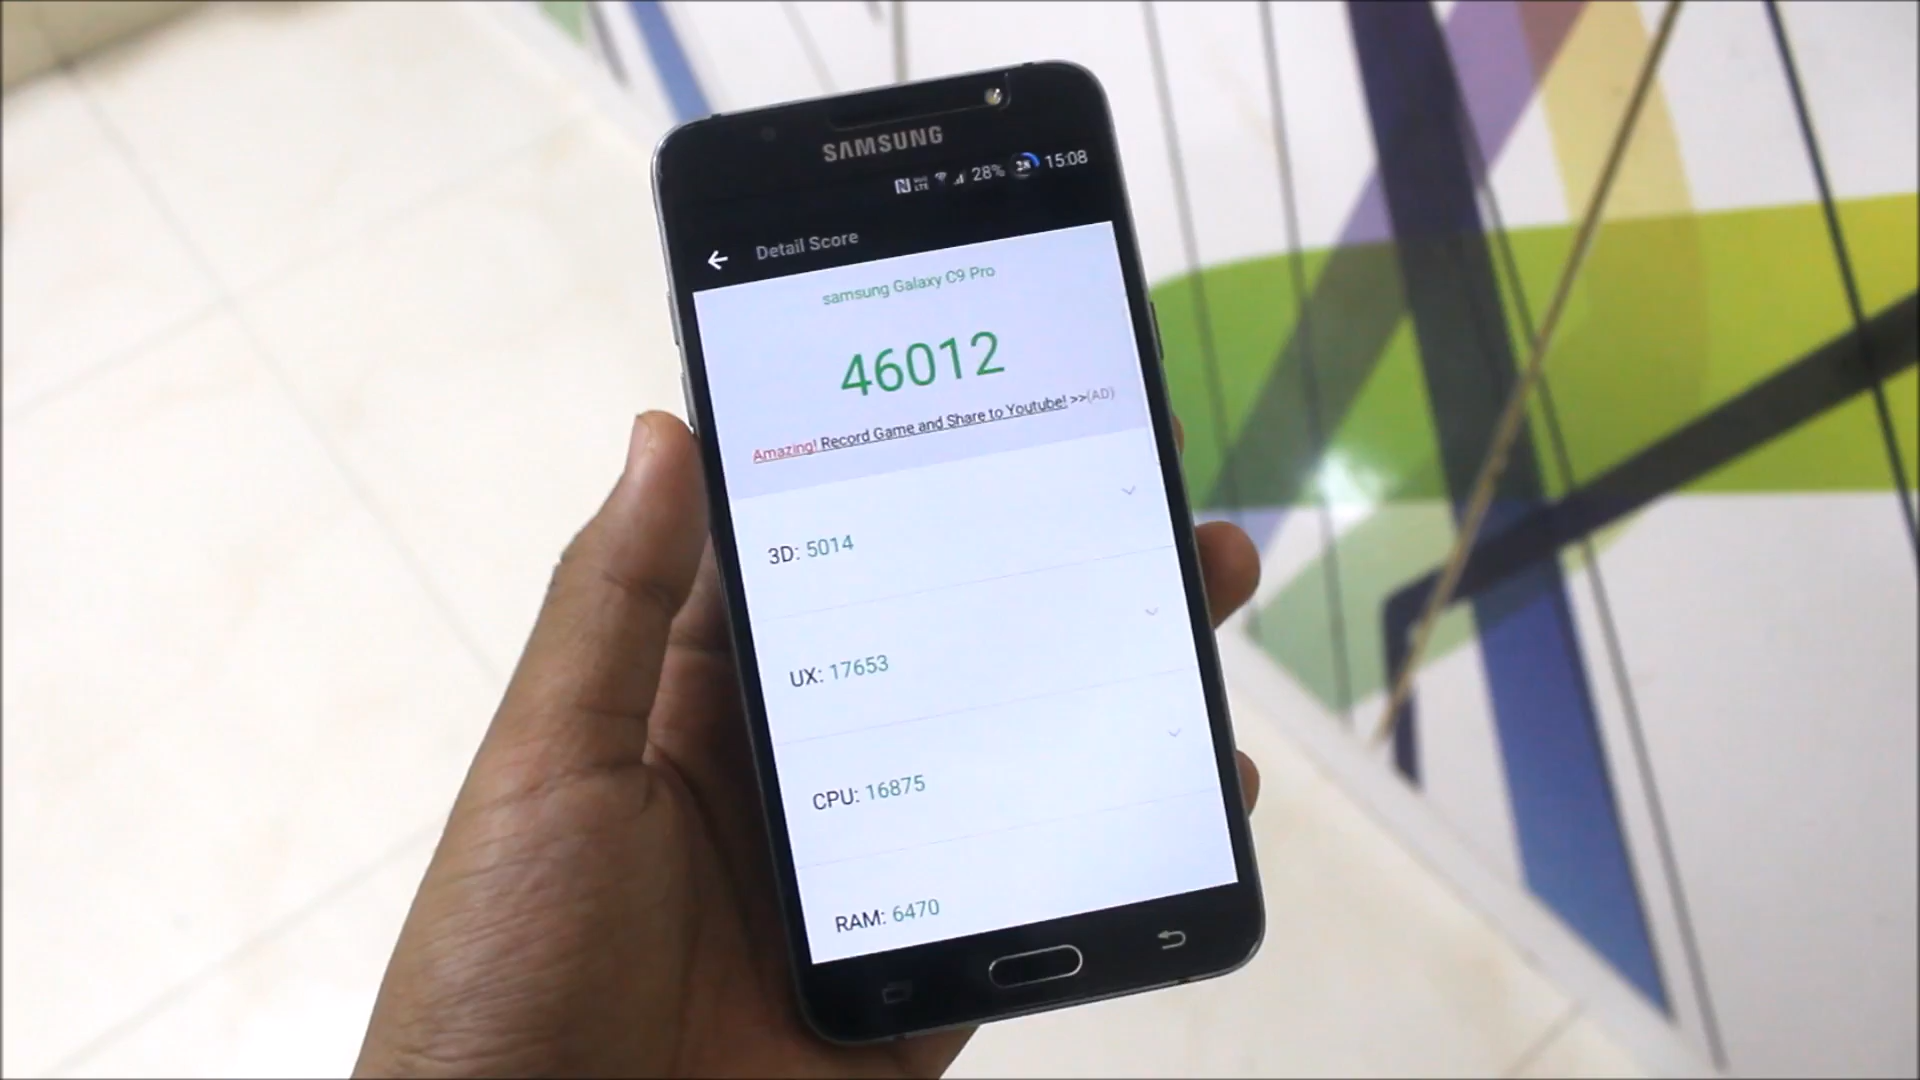 SAMSUNG
28% 28 15:08
Detail Score
samsung Galaxy C9 Pro
46012
Amazing! Record Game and Share to Youtube! >>(AD)
3D: 5014
UX: 17653
CPU: 16875
RAM: 6470